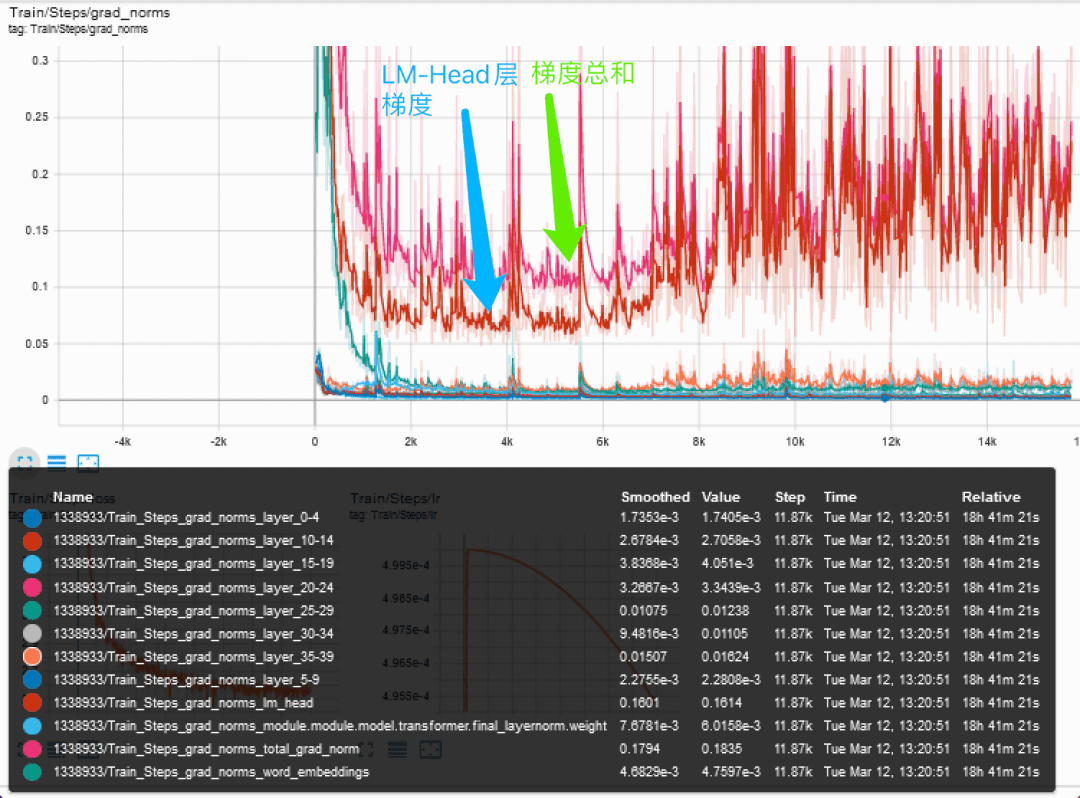 Train/Steps/grad_norms
tag: Train/Steps/grad_norms
0.3
0.25
0.2
0.15
0.1
0.05
0
LM-Head层 梯度总和
梯度
-4k -2k 0 2k 4k 6k 8k 10k 12k 14k 1
Train/Steps/lr
tag: Train/Steps/lr
4.995e-4
4.985e-4
4.975e-4
4.965e-4
4.955e-4
Name Smoothed Value Step Time Relative
1338933/Train_Steps_grad_norms_layer_0-4 1.7353e-3 1.7405e-3 11.87k Tue Mar 12, 13:20:51 18h 41m 21s
1338933/Train_Steps_grad_norms_layer_10-14 2.6784e-3 2.7058e-3 11.87k Tue Mar 12, 13:20:51 18h 41m 21s
1338933/Train_Steps_grad_norms_layer_15-19 3.8368e-3 4.051e-3 11.87k Tue Mar 12, 13:20:51 18h 41m 21s
1338933/Train_Steps_grad_norms_layer_20-24 3.2667e-3 3.3439e-3 11.87k Tue Mar 12, 13:20:51 18h 41m 21s
1338933/Train_Steps_grad_norms_layer_25-29 0.01075 0.01238 11.87k Tue Mar 12, 13:20:51 18h 41m 21s
1338933/Train_Steps_grad_norms_layer_30-34 9.4816e-3 0.01105 11.87k Tue Mar 12, 13:20:51 18h 41m 21s
1338933/Train_Steps_grad_norms_layer_35-39 0.01507 0.01624 11.87k Tue Mar 12, 13:20:51 18h 41m 21s
1338933/Train_Steps_grad_norms_layer_5-9 2.2755e-3 2.2808e-3 11.87k Tue Mar 12, 13:20:51 18h 41m 21s
1338933/Train_Steps_grad_norms_lm_head 0.1601 0.1614 11.87k Tue Mar 12, 13:20:51 18h 41m 21s
1338933/Train_Steps_grad_norms_module.module.model.transformer.final_layernorm.weight 7.6781e-3 6.0158e-3 11.87k Tue Mar 12, 13:20:51 18h 41m 21s
1338933/Train_Steps_grad_norms_total_grad_norm 0.1794 0.1835 11.87k Tue Mar 12, 13:20:51 18h 41m 21s
1338933/Train_Steps_grad_norms_word_embeddings 4.6829e-3 4.7597e-3 11.87k Tue Mar 12, 13:20:51 18h 41m 21s